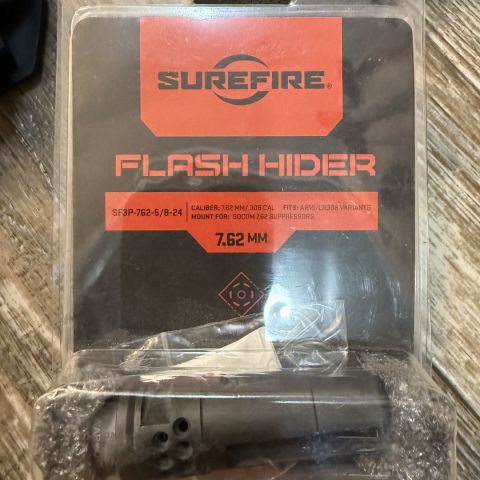 SUREFIRE®
FLASH HIDER
SF3P-762-5/8-24
CALIBER: 7.62 MM/.308 CAL FITS: AR10/LR308 VARIANTS
MOUNT FOR: SOCOM 7.62 SUPPRESSORS
7.62 MM